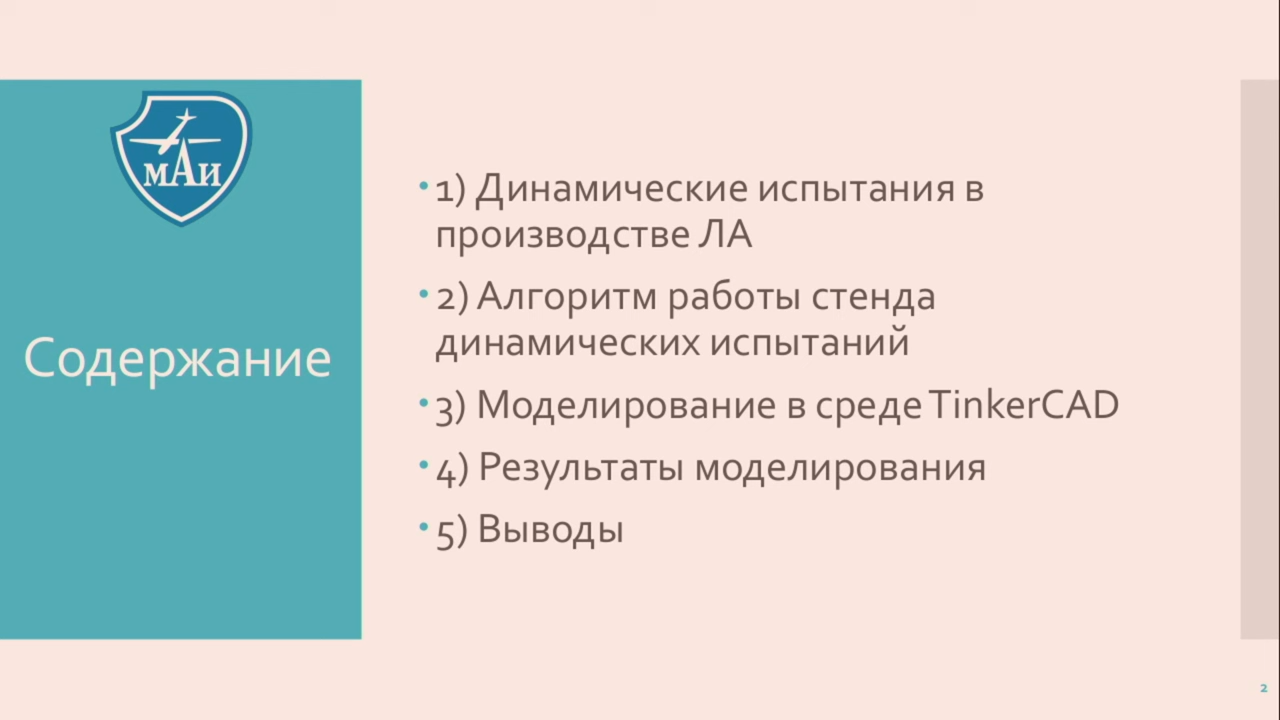 МАИ
Содержание
1) Динамические испытания в
производстве ЛА
2) Алгоритм работы стенда
динамических испытаний
3) Моделирование в среде TinkerCAD
4) Результаты моделирования
5) Выводы
2